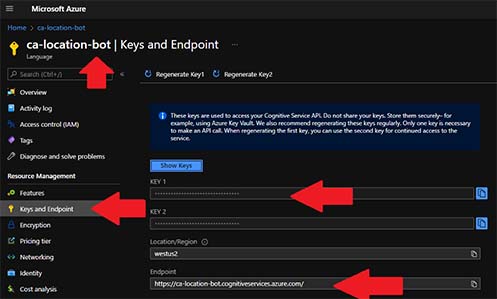 Microsoft Azure
Home > ca-location-bot
ca-location-bot | Keys and Endpoint ...
Language
Search (Ctrl+/)
Regenerate Key1 Regenerate Key2
Overview
Activity log
Access control (IAM)
Tags
Diagnose and solve problems
Resource Management
Features
Keys and Endpoint
Encryption
Pricing tier
Networking
Identity
Cost analysis
These keys are used to access your Cognitive Service API. Do not share your keys. Store them securely- for
example, using Azure Key Vault. We also recommend regenerating these keys regularly. Only one key is necessary
to make an API call. When regenerating the first key, you can use the second key for continued access to the
service.
Show Keys
KEY 1
KEY 2
Location/Region
westus2
Endpoint
https://ca-location-bot.cognitiveservices.azure.com/